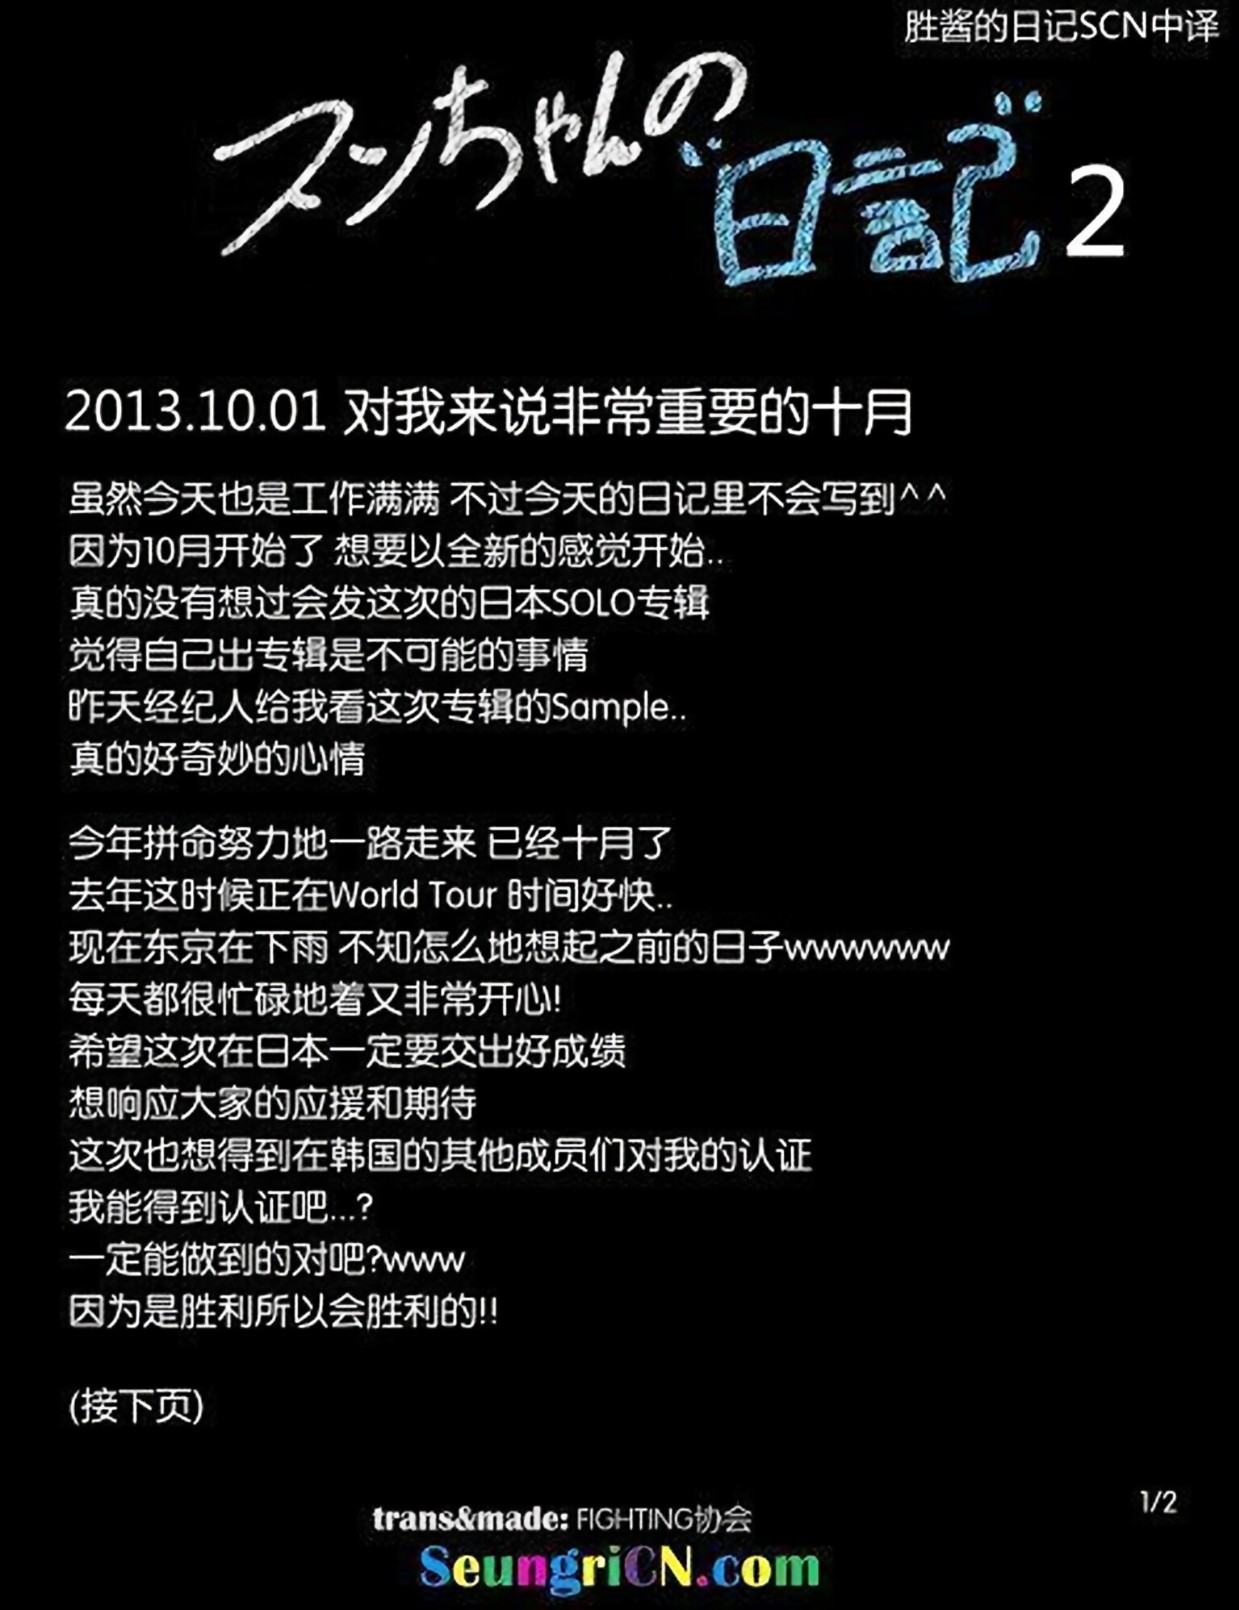 胜酱的日记SCN中译
スンちゃんの
日記2
2013.10.01 对我来说非常重要的十月
虽然今天也是工作满满 不过今天的日记里不会写到^^
因为10月开始了 想要以全新的感觉开始..
真的没有想过会发这次的日本SOLO专辑
觉得自己出专辑是不可能的事情
昨天经纪人给我看这次专辑的Sample..
真的好奇妙的心情
今年拼命努力地一路走来 已经十月了
去年这时候正在World Tour 时间好快..
现在东京在下雨 不知怎么地想起之前的日子wwwwww
每天都很忙碌地着又非常开心!
希望这次在日本一定要交出好成绩
想响应大家的应援和期待
这次也想得到在韩国的其他成员们对我的认证
我能得到认证吧...?
一定能做到的对吧?www
因为是胜利所以会胜利的!!
(接下页)
1/2
trans&made: FIGHTING协会
SeungriCN.com